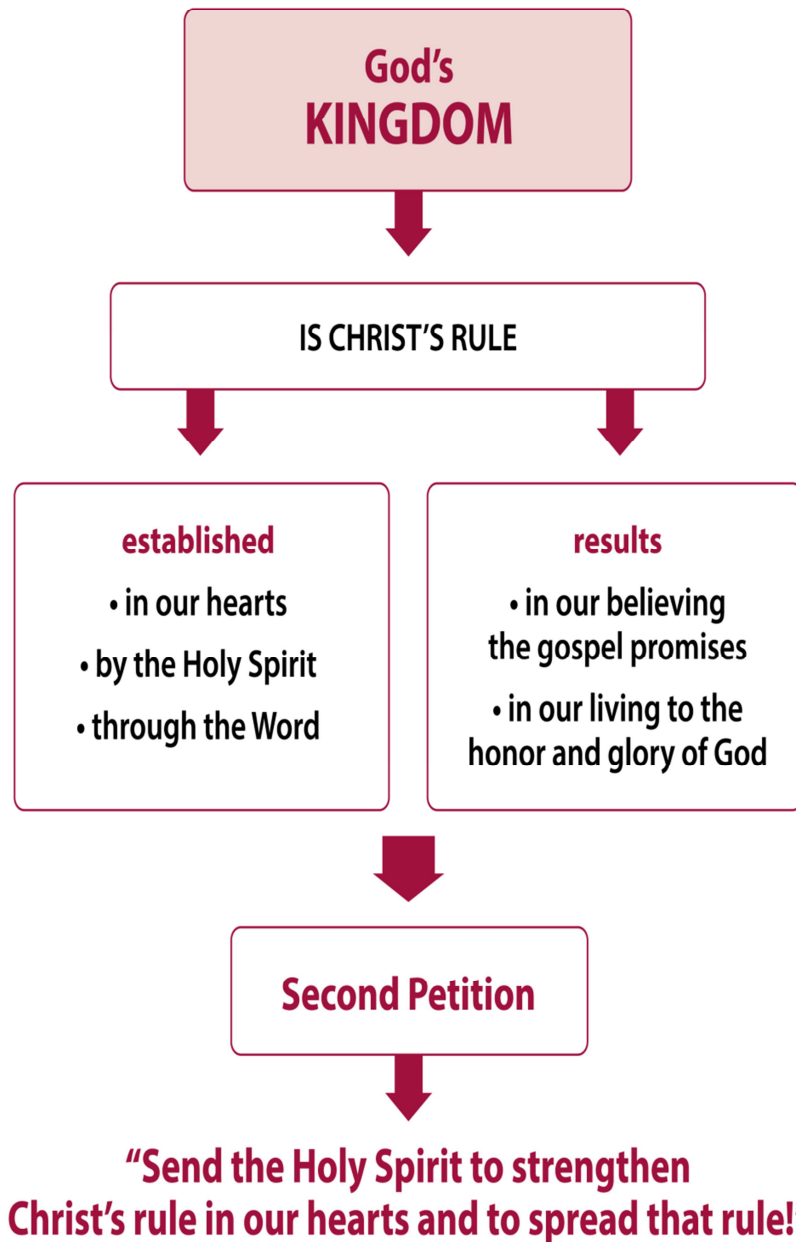 God’s
KINGDOM
IS CHRIST’S RULE
established
• in our hearts
• by the Holy Spirit
• through the Word
results
• in our believing
the gospel promises
• in our living to the
honor and glory of God
Second Petition
“Send the Holy Spirit to strengthen
Christ’s rule in our hearts and to spread that rule!”